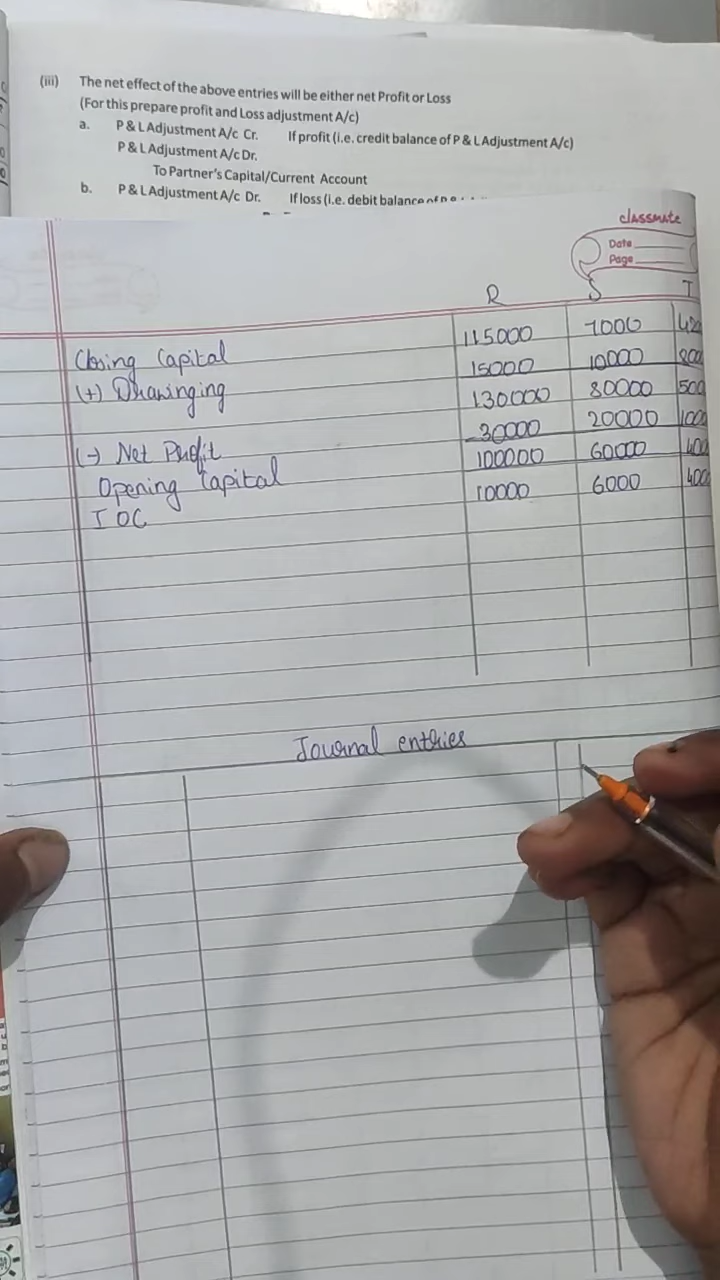 (iii) The net effect of the above entries will be either net Profit or Loss
(For this prepare profit and Loss adjustment A/c)
a. P & L Adjustment A/c Cr. If profit (i.e. credit balance of P & L Adjustment A/c)
P & L Adjustment A/c Dr.
To Partner's Capital/Current Account
b. P & L Adjustment A/c Dr. If loss (i.e. debit balance of
classmate
Date
Page
R S T
Closing Capital 115000 7000
(+) Dhawinging 15000 10000
130000 80000
(-) Net Profit -30000 20000
Opening Capital 100000 60000
IOC 10000 6000
Journal entries